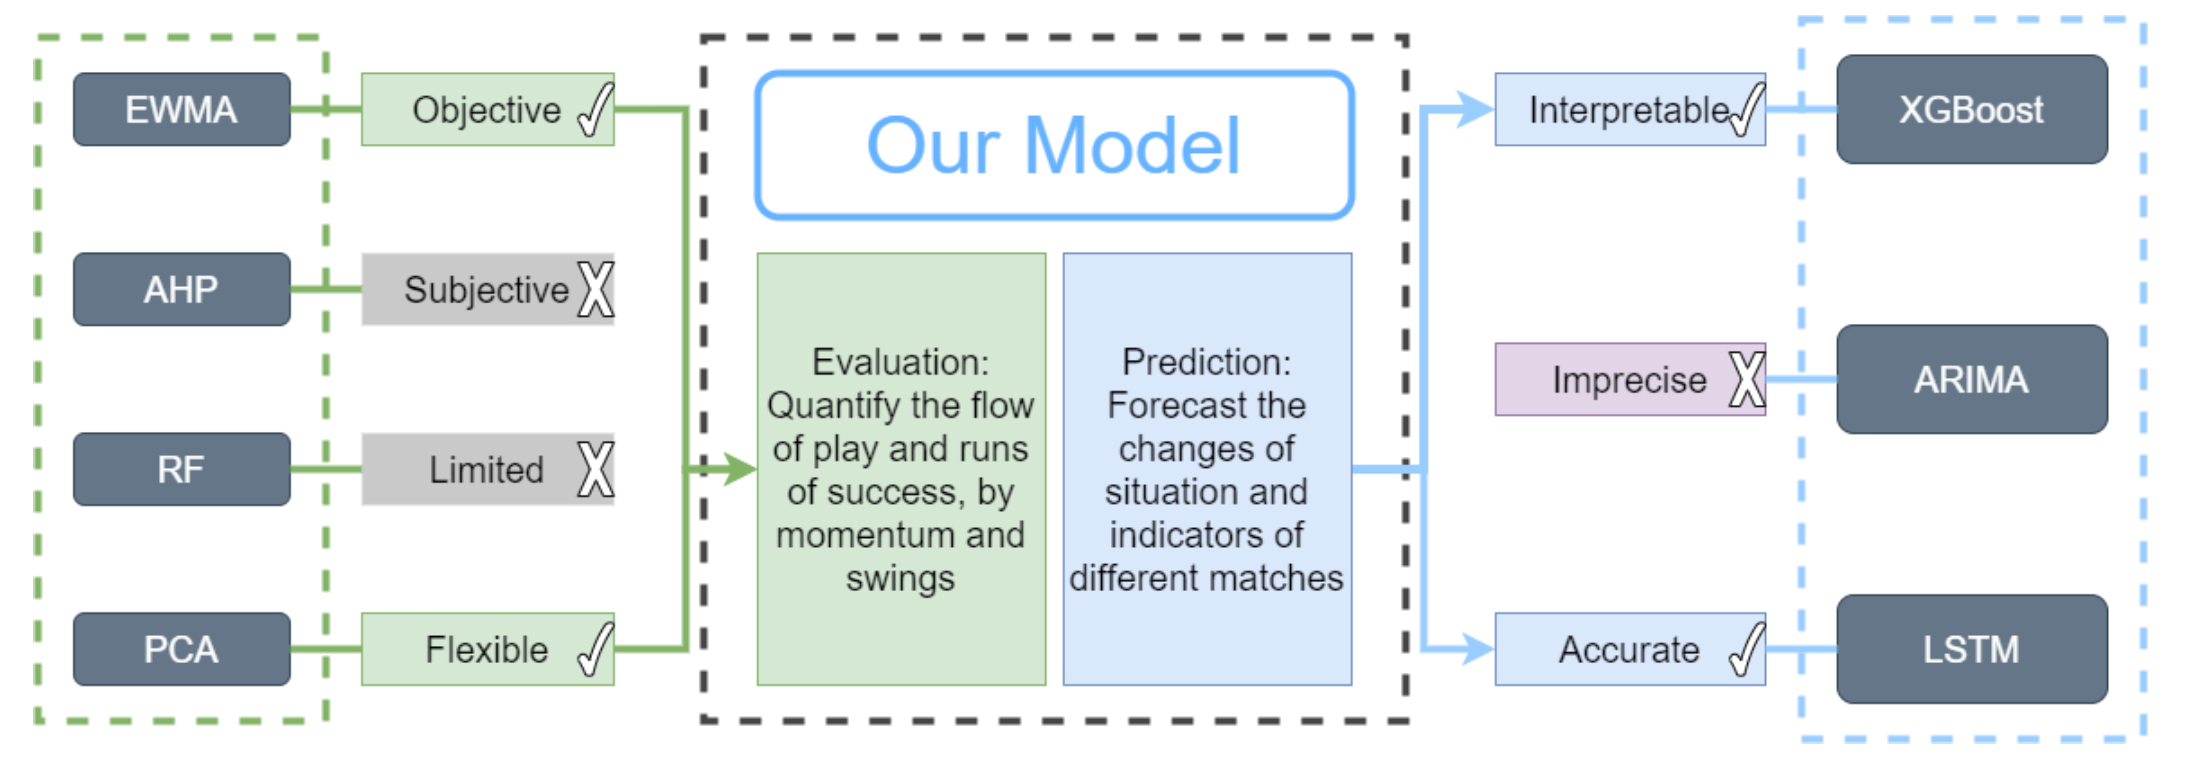 EWMA
Objective
AHP
Subjective
RF
Limited
PCA
Flexible
Our Model
Evaluation:
Quantify the flow
of play and runs
of success, by
momentum and
swings
Prediction:
Forecast the
changes of
situation and
indicators of
different matches
Interpretable
XGBoost
Imprecise
ARIMA
Accurate
LSTM